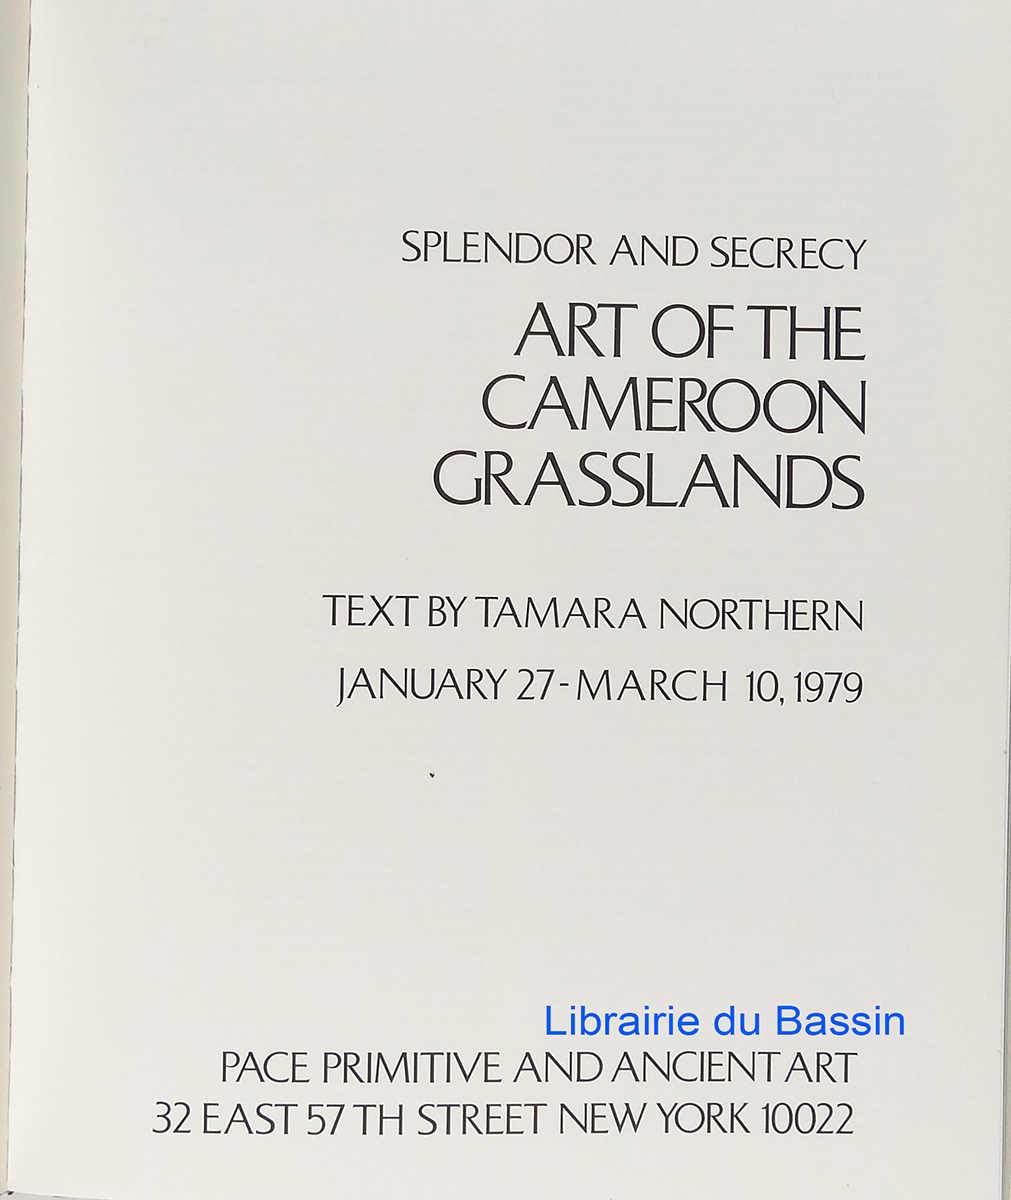 SPLENDOR AND SECRECY
ART OF THE
CAMEROON
GRASSLANDS
TEXT BY TAMARA NORTHERN
JANUARY 27-MARCH 10, 1979
Librairie du Bassin
PACE PRIMITIVE AND ANCIENT ART
32 EAST 57 TH STREET NEW YORK 10022